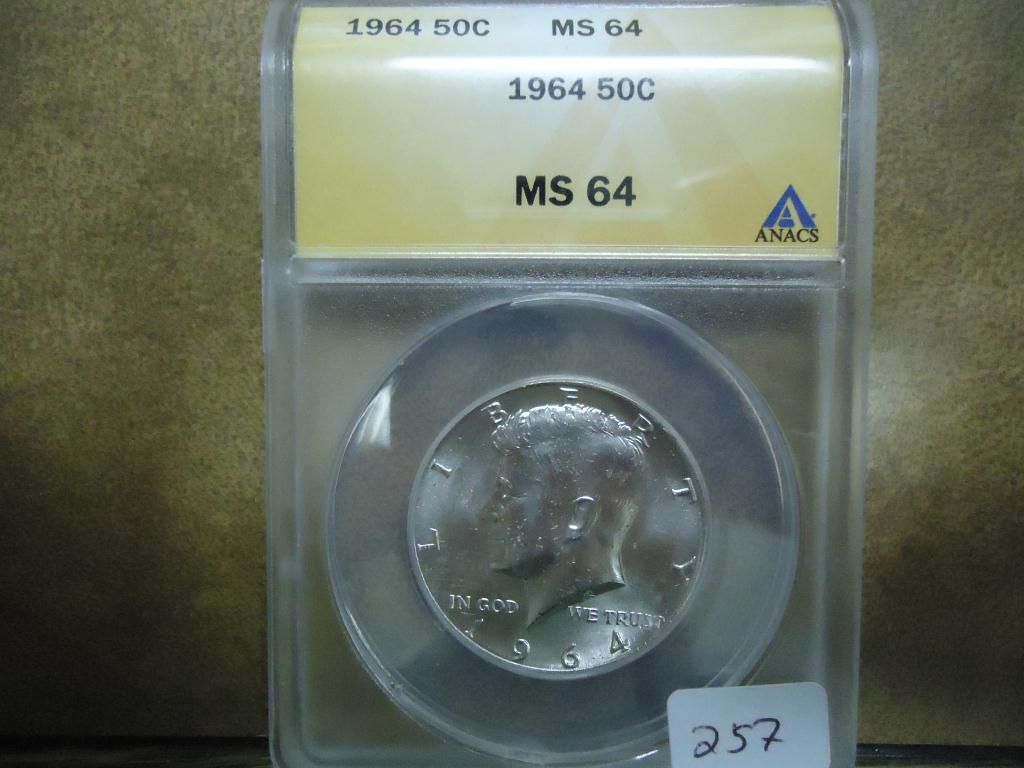 1964 50C MS 64
1964 50C
MS 64
ANACS
LIBERTY
IN GOD WE TRUST
1964
257